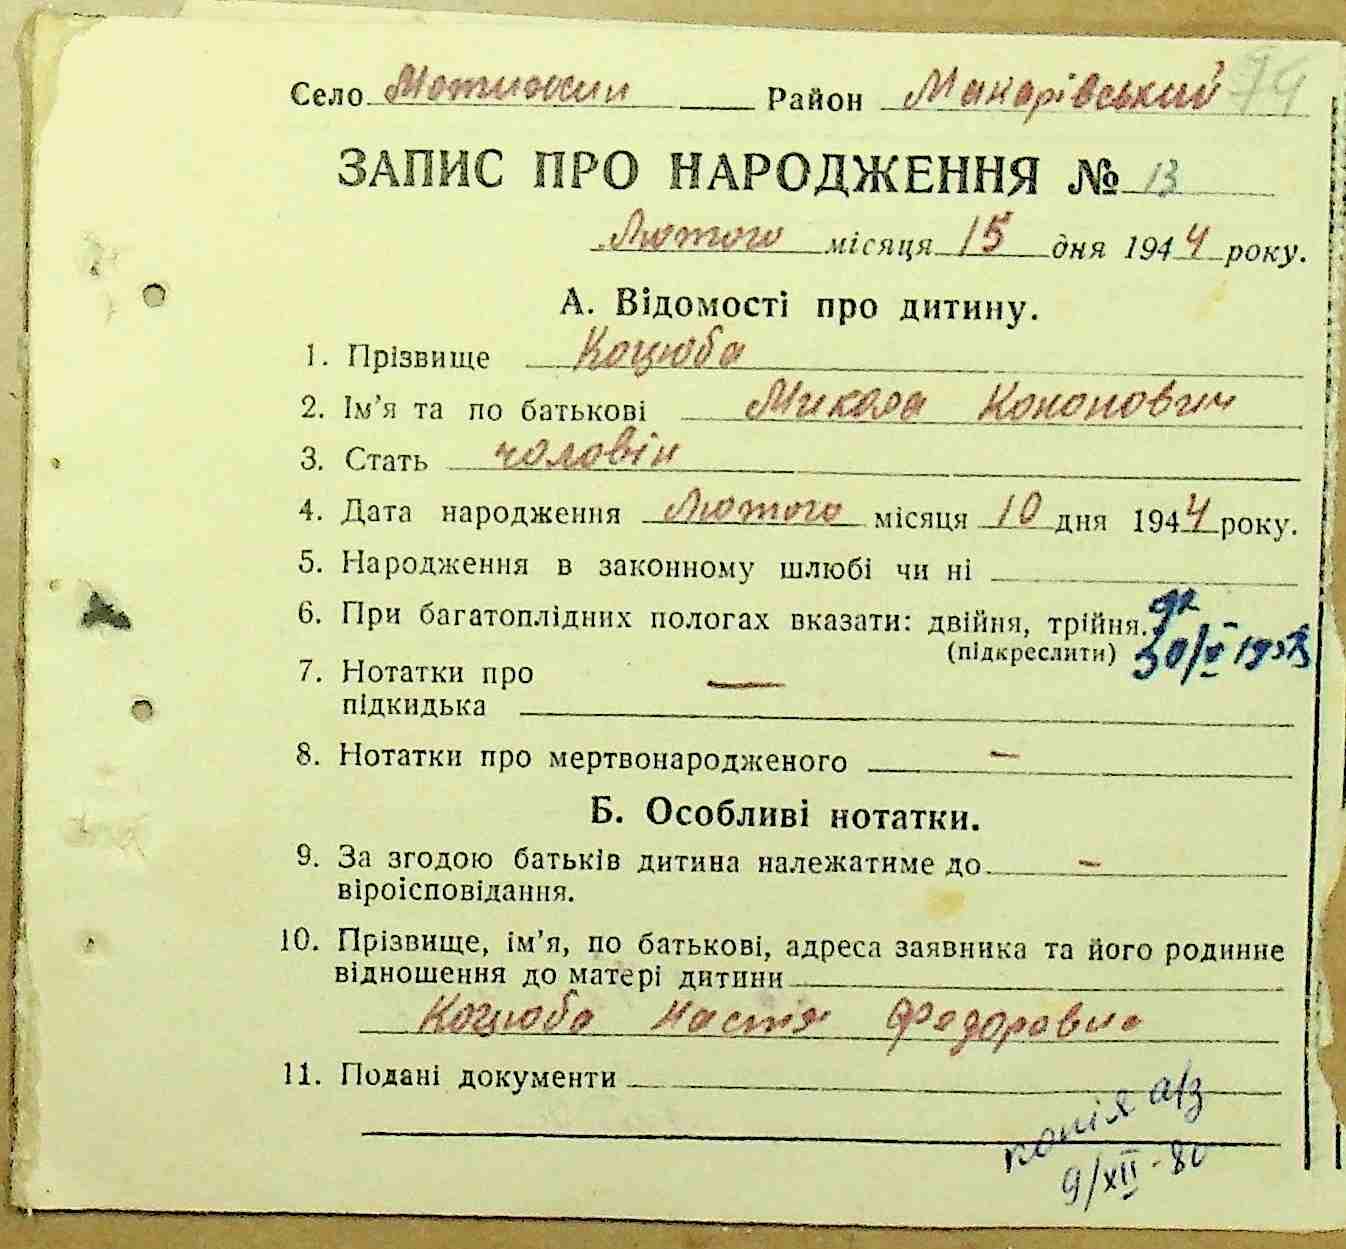 Село Мотижин Район Макарівський 74
ЗАПИС ПРО НАРОДЖЕННЯ № 13
Лютого місяця 15 дня 1944 року.
А. Відомості про дитину.
1. Прізвище Коцюба
2. Ім'я та по батькові Микола Кононович
3. Стать чоловік
4. Дата народження Лютого місяця 10 дня 1944 року.
5. Народження в законному шлюбі чи ні
6. При багатоплідних пологах вказати: двійня, трійня.
(підкреслити)
7. Нотатки про —
підкидька
8. Нотатки про мертвонародженого —
Б. Особливі нотатки.
9. За згодою батьків дитина належатиме до —
віроісповідання.
10. Прізвище, ім'я, по батькові, адреса заявника та його родинне
відношення до матері дитини
Коцюба Настя Федоровна
11. Подані документи
копія а/з
9/XII-80